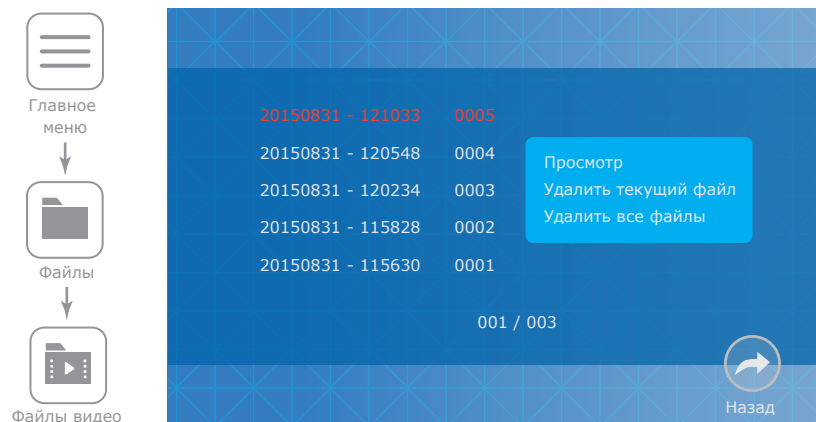 Главное
меню
Файлы
Файлы видео
20150831 - 121033 0005
20150831 - 120548 0004
20150831 - 120234 0003
20150831 - 115828 0002
20150831 - 115630 0001
Просмотр
Удалить текущий файл
Удалить все файлы
001 / 003
Назад